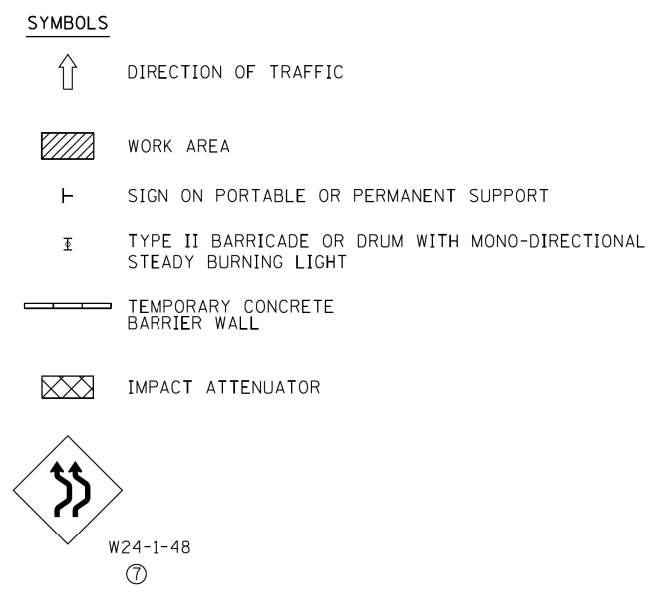 SYMBOLS
DIRECTION OF TRAFFIC
WORK AREA
SIGN ON PORTABLE OR PERMANENT SUPPORT
TYPE II BARRICADE OR DRUM WITH MONO-DIRECTIONAL
STEADY BURNING LIGHT
TEMPORARY CONCRETE
BARRIER WALL
IMPACT ATTENUATOR
W24-1-48
7